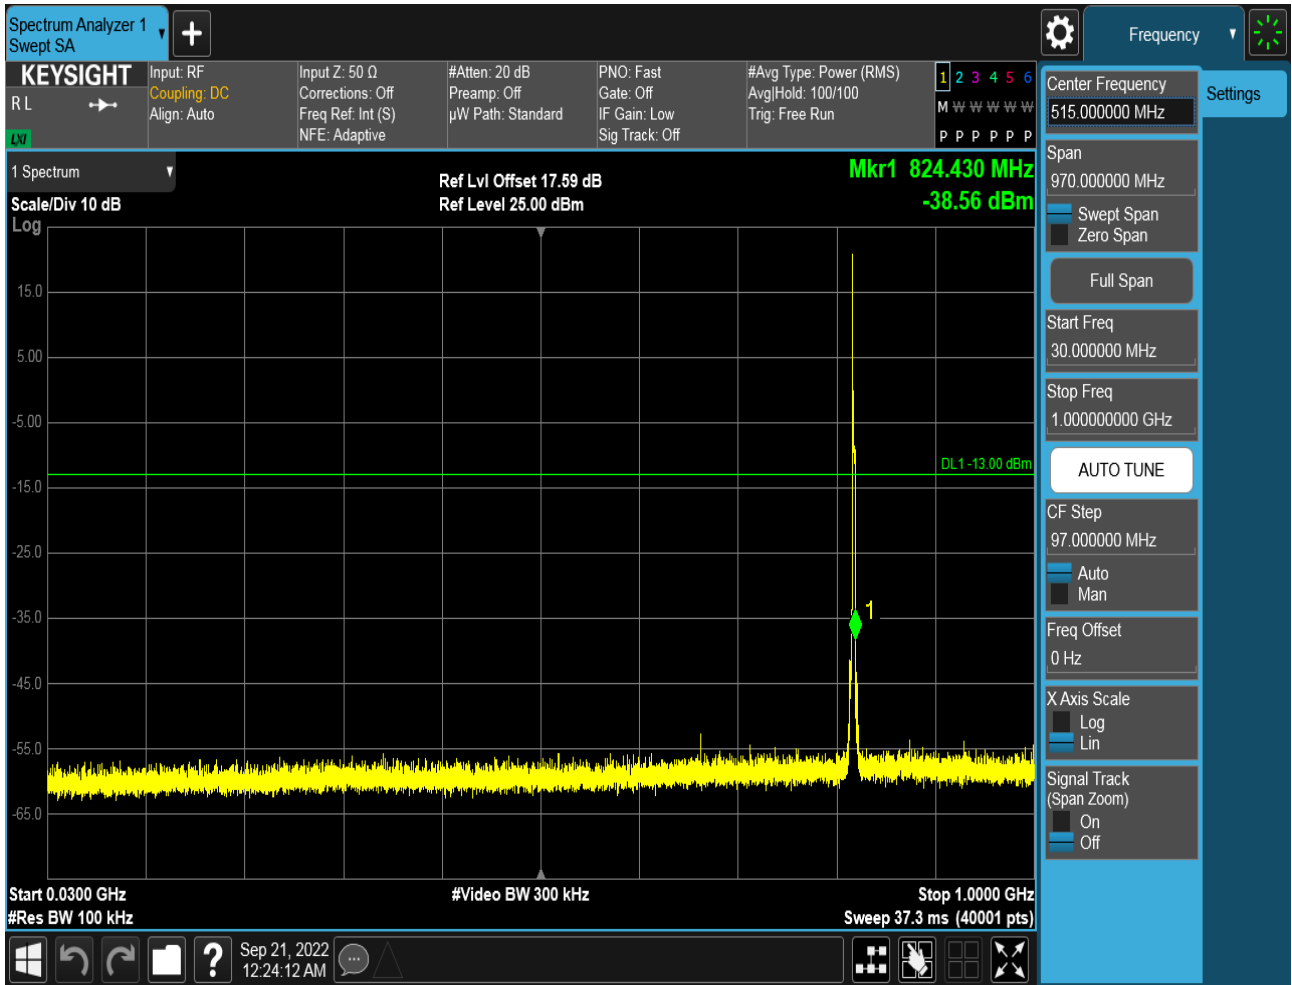 Spectrum Analyzer 1
Swept SA
Frequency
KEYSIGHT
R L
LXI
Input: RF
Coupling: DC
Align: Auto
Input Z: 50 Ω
Corrections: Off
Freq Ref: Int (S)
NFE: Adaptive
#Atten: 20 dB
Preamp: Off
µW Path: Standard
PNO: Fast
Gate: Off
IF Gain: Low
Sig Track: Off
#Avg Type: Power (RMS)
Avg|Hold: 100/100
Trig: Free Run
1 2 3 4 5 6
M W W W W W
P P P P P P
1 Spectrum
Scale/Div 10 dB
Log
Ref Lvl Offset 17.59 dB
Ref Level 25.00 dBm
Mkr1 824.430 MHz
-38.56 dBm
15.0
5.00
-5.00
-15.0
-25.0
-35.0
-45.0
-55.0
-65.0
DL1 -13.00 dBm
1
Start 0.0300 GHz
#Res BW 100 kHz
#Video BW 300 kHz
Stop 1.0000 GHz
Sweep 37.3 ms (40001 pts)
Center Frequency
515.000000 MHz
Settings
Span
970.000000 MHz
Swept Span
Zero Span
Full Span
Start Freq
30.000000 MHz
Stop Freq
1.000000000 GHz
AUTO TUNE
CF Step
97.000000 MHz
Auto
Man
Freq Offset
0 Hz
X Axis Scale
Log
Lin
Signal Track
(Span Zoom)
On
Off
?
Sep 21, 2022
12:24:12 AM